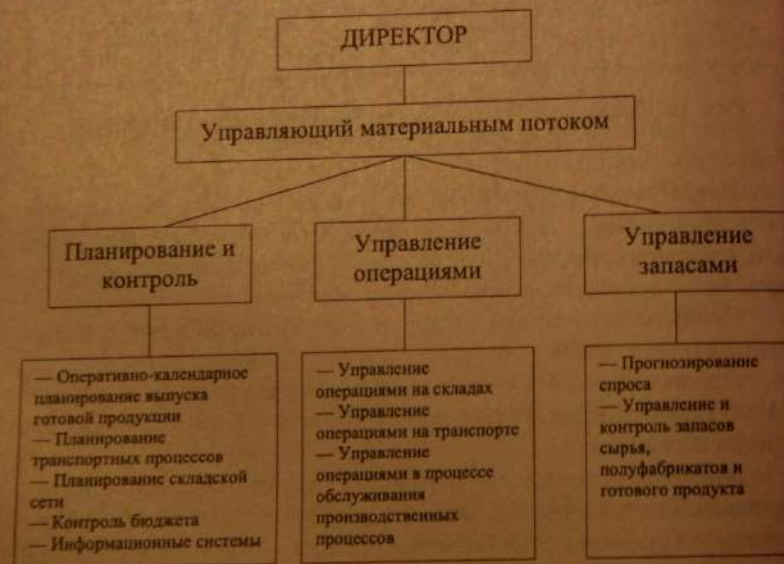 ДИРЕКТОР
Управляющий материальным потоком
Планирование и
контроль
Управление
операциями
Управление
запасами
— Оперативно-календарное
планирование выпуска
готовой продукции
— Планирование
транспортных процессов
— Планирование складской
сети
— Контроль бюджета
— Информационные системы
— Управление
операциями на складах
— Управление
операциями на транспорте
— Управление
операциями в процессе
обслуживания
производственных
процессов
— Прогнозирование
спроса
— Управление и
контроль запасов
сырья,
полуфабрикатов и
готового продукта